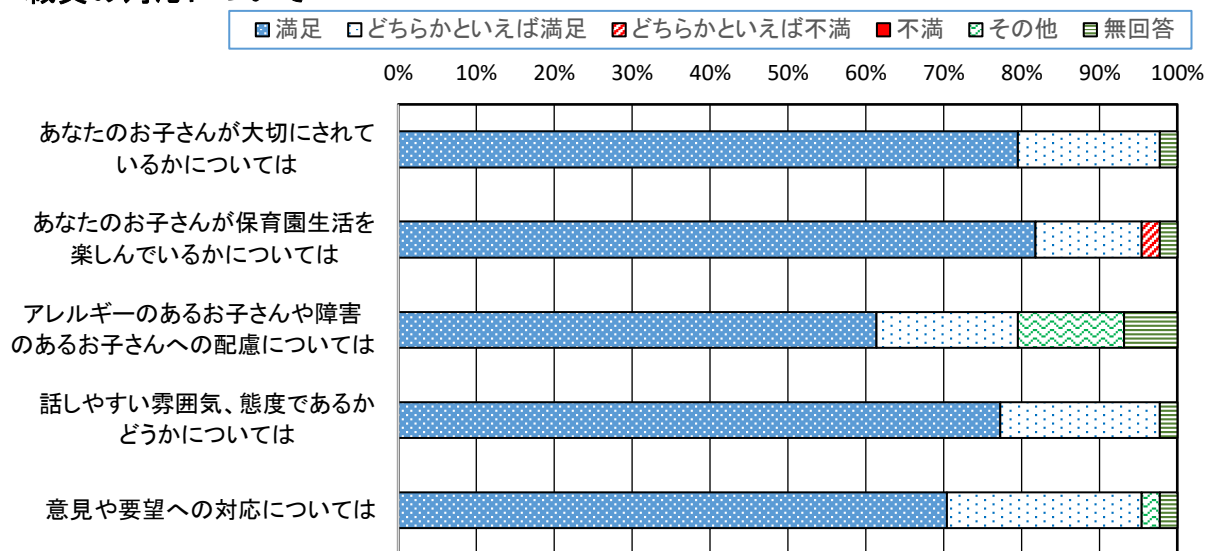 満足 どちらかといえば満足 どちらかといえば不満 不満 その他 無回答
0% 10% 20% 30% 40% 50% 60% 70% 80% 90% 100%
あなたのお子さんが大切にされて
いるかについては
あなたのお子さんが保育園生活を
楽しんでいるかについては
アレルギーのあるお子さんや障害
のあるお子さんへの配慮については
話しやすい雰囲気、態度であるか
どうかについては
意見や要望への対応については